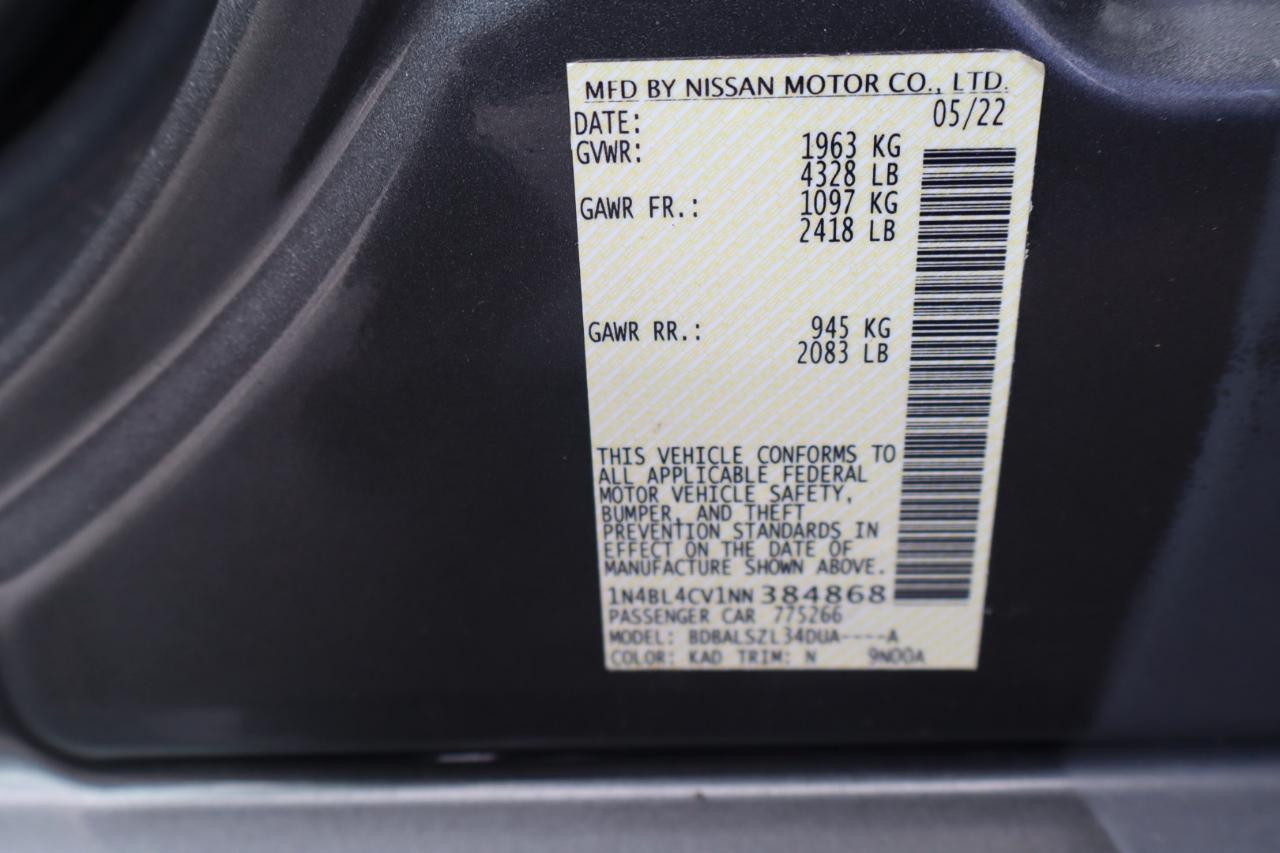 MFD BY NISSAN MOTOR CO., LTD.
DATE: 05/22
GVWR: 1963 KG
4328 LB
GAWR FR.: 1097 KG
2418 LB
GAWR RR.: 945 KG
2083 LB
THIS VEHICLE CONFORMS TO
ALL APPLICABLE FEDERAL
MOTOR VEHICLE SAFETY,
BUMPER, AND THEFT
PREVENTION STANDARDS IN
EFFECT ON THE DATE OF
MANUFACTURE SHOWN ABOVE.
1N4BL4CV1NN384868
PASSENGER CAR 775266
MODEL: BDBALSZL34DUA----A
COLOR: KAD TRIM: N 9N00A